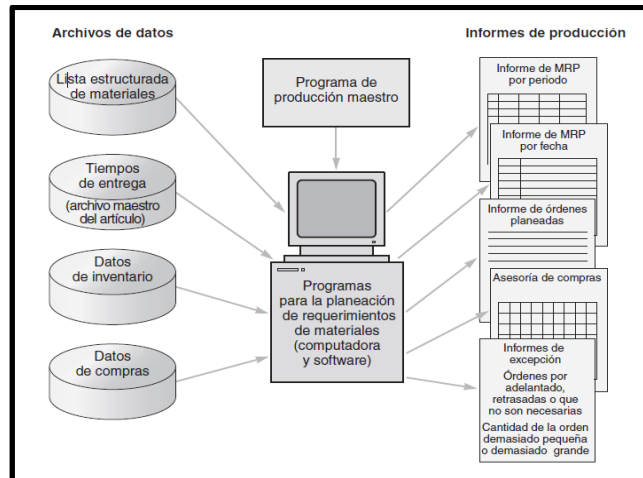 Archivos de datos
Lista estructurada
de materiales
Tiempos
de entrega
(archivo maestro
del artículo)
Datos
de inventario
Datos
de compras
Programa de
producción maestro
Programas
para la planeación
de requerimientos
de materiales
(computadora
y software)
Informes de producción
Informe de MRP
por periodo
Informe de MRP
por fecha
Informe de órdenes
planeadas
Asesoría de compras
Informes de
excepción
Órdenes por
adelantado,
retrasadas o que
no son necesarias
Cantidad de la orden
demasiado pequeña
o demasiado grande